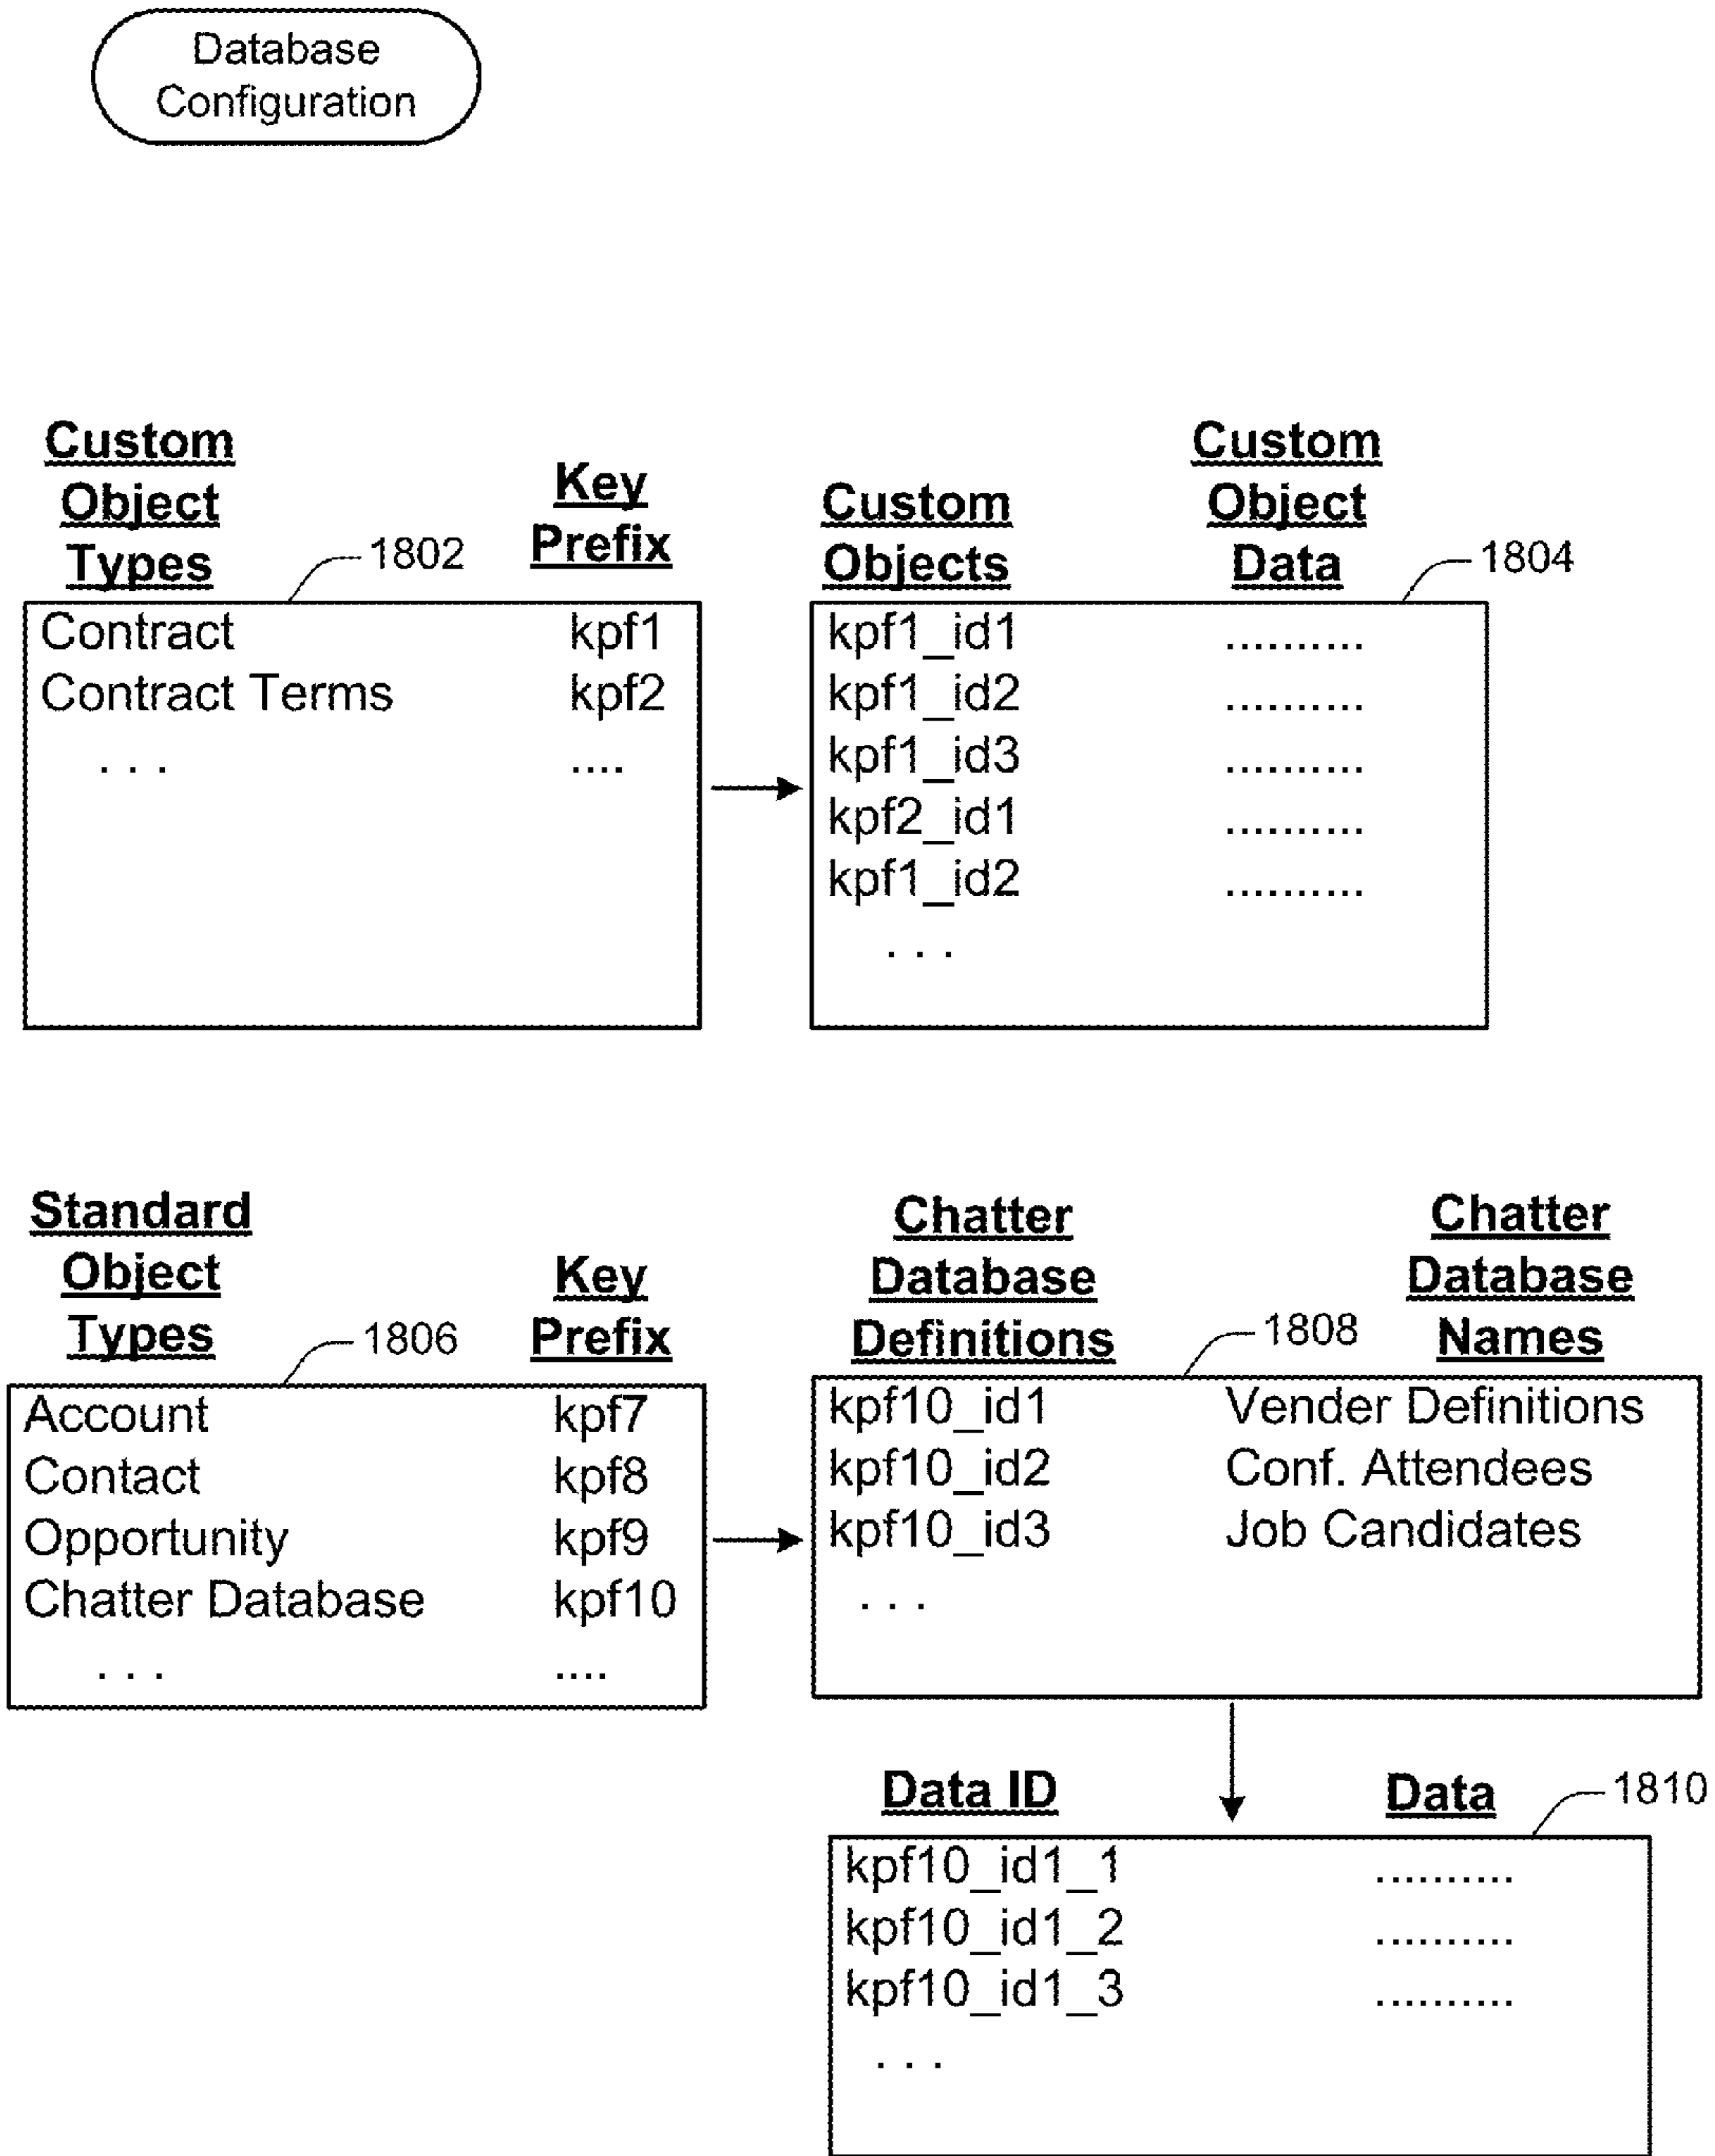 Database
Configuration
Custom
Object
Types
Key
Prefix
1802
Contract kpf1
Contract Terms kpf2
. . . ....
Custom
Objects
Custom
Object
Data
1804
kpf1_id1 ..........
kpf1_id2 ..........
kpf1_id3 ..........
kpf2_id1 ..........
kpf1_id2 ..........
. . .
Standard
Object
Types
Key
Prefix
1806
Account kpf7
Contact kpf8
Opportunity kpf9
Chatter Database kpf10
. . . ....
Chatter
Database
Definitions
Chatter
Database
Names
1808
kpf10_id1 Vender Definitions
kpf10_id2 Conf. Attendees
kpf10_id3 Job Candidates
. . .
Data ID Data
1810
kpf10_id1_1 ..........
kpf10_id1_2 ..........
kpf10_id1_3 ..........
. . .